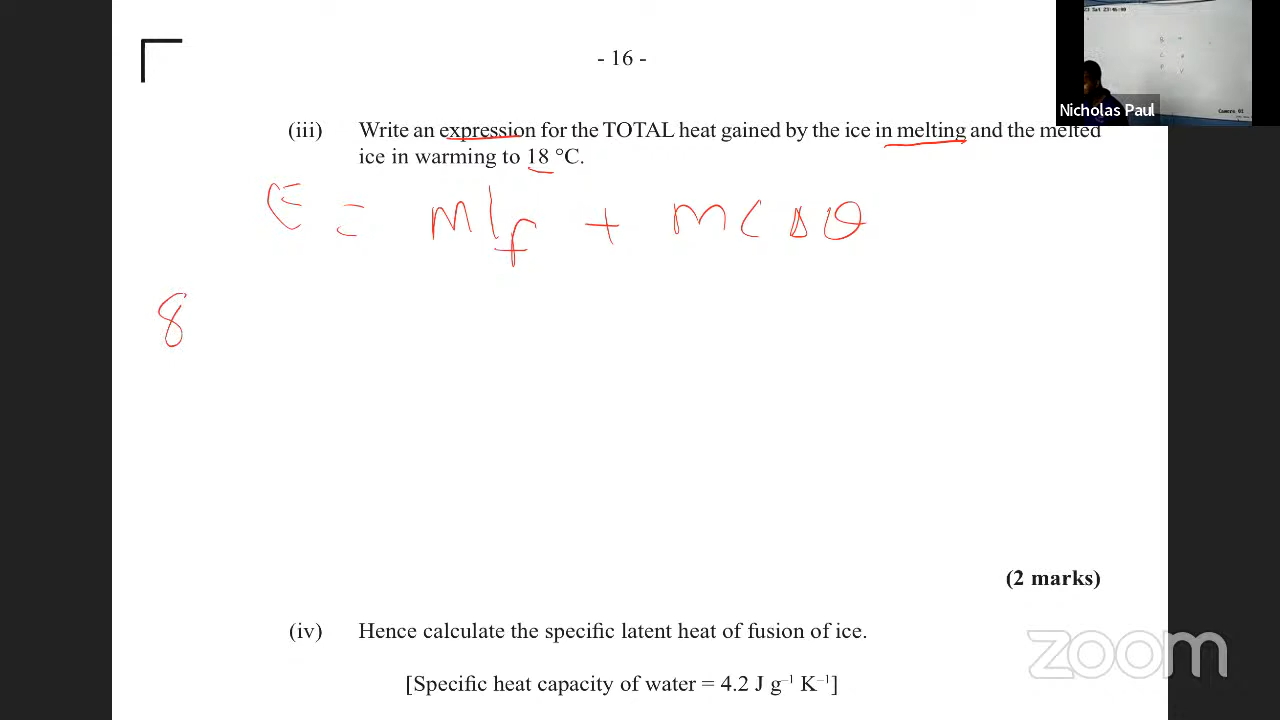 - 16 -
(iii) Write an expression for the TOTAL heat gained by the ice in melting and the melted
ice in warming to 18 °C.
E = mlf + mcΔθ
8
(2 marks)
(iv) Hence calculate the specific latent heat of fusion of ice.
[Specific heat capacity of water = 4.2 J g⁻¹ K⁻¹]
Nicholas Paul
zoom